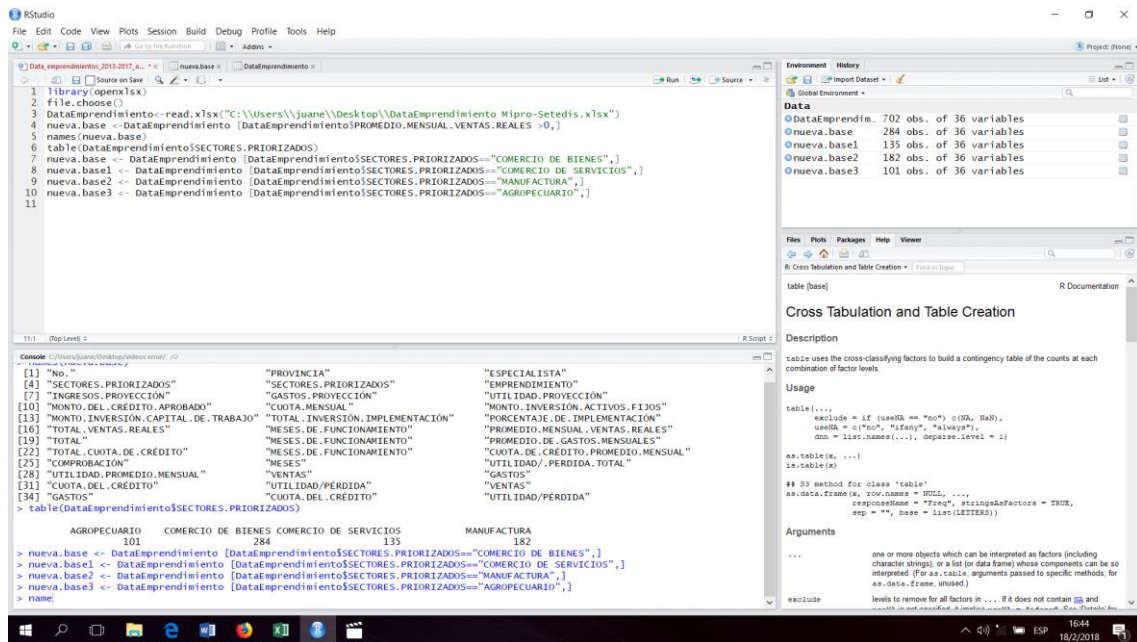 RStudio
File Edit Code View Plots Session Build Debug Profile Tools Help
Go to file/function Addins
Project: (None)
Data_emprendimientos_2013-2017_o... nueva.base DataEmprendimiento
Source on Save Run Source
1 library(openxlsx)
2 file.choose()
3 DataEmprendimiento<-read.xlsx("C:\\Users\\juane\\Desktop\\DataEmprendimiento Mipro-Setedis.xlsx")
4 nueva.base <-DataEmprendimiento [DataEmprendimiento$PROMEDIO.MENSUAL.VENTAS.REALES >0,]
5 names(nueva.base)
6 table(DataEmprendimiento$SECTORES.PRIORIZADOS)
7 nueva.base <- DataEmprendimiento [DataEmprendimiento$SECTORES.PRIORIZADOS=="COMERCIO DE BIENES",]
8 nueva.base1 <- DataEmprendimiento [DataEmprendimiento$SECTORES.PRIORIZADOS=="COMERCIO DE SERVICIOS",]
9 nueva.base2 <- DataEmprendimiento [DataEmprendimiento$SECTORES.PRIORIZADOS=="MANUFACTURA",]
10 nueva.base3 <- DataEmprendimiento [DataEmprendimiento$SECTORES.PRIORIZADOS=="AGROPECUARIO",]
11
11:1 (Top Level) R Script
Console C:/Users/juane/Desktop/videos error/
> names(nueva.base)
[1] "No." "PROVINCIA" "ESPECIALISTA"
[4] "SECTORES.PRIORIZADOS" "SECTORES.PRIORIZADOS" "EMPRENDIMIENTO"
[7] "INGRESOS.PROYECCIÓN" "GASTOS.PROYECCIÓN" "UTILIDAD.PROYECCIÓN"
[10] "MONTO.DEL.CRÉDITO.APROBADO" "CUOTA.MENSUAL" "MONTO.INVERSIÓN.ACTIVOS.FIJOS"
[13] "MONTO.INVERSIÓN.CAPITAL.DE.TRABAJO" "TOTAL.INVERSIÓN.IMPLEMENTACIÓN" "PORCENTAJE.DE.IMPLEMENTACIÓN"
[16] "TOTAL.VENTAS.REALES" "MESES.DE.FUNCIONAMIENTO" "PROMEDIO.MENSUAL.VENTAS.REALES"
[19] "TOTAL" "MESES.DE.FUNCIONAMIENTO" "PROMEDIO.DE.GASTOS.MENSUALES"
[22] "TOTAL.CUOTA.DE.CRÉDITO" "MESES.DE.FUNCIONAMIENTO" "CUOTA.DE.CRÉDITO.PROMEDIO.MENSUAL"
[25] "COMPROBACIÓN" "MESES" "UTILIDAD/.PERDIDA.TOTAL"
[28] "UTILIDAD.PROMEDIO.MENSUAL" "VENTAS" "GASTOS"
[31] "CUOTA.DEL.CRÉDITO" "UTILIDAD/PÉRDIDA" "VENTAS"
[34] "GASTOS" "CUOTA.DEL.CRÉDITO" "UTILIDAD/PÉRDIDA"
> table(DataEmprendimiento$SECTORES.PRIORIZADOS)
AGROPECUARIO COMERCIO DE BIENES COMERCIO DE SERVICIOS MANUFACTURA
101 284 135 182
> nueva.base <- DataEmprendimiento [DataEmprendimiento$SECTORES.PRIORIZADOS=="COMERCIO DE BIENES",]
> nueva.base1 <- DataEmprendimiento [DataEmprendimiento$SECTORES.PRIORIZADOS=="COMERCIO DE SERVICIOS",]
> nueva.base2 <- DataEmprendimiento [DataEmprendimiento$SECTORES.PRIORIZADOS=="MANUFACTURA",]
> nueva.base3 <- DataEmprendimiento [DataEmprendimiento$SECTORES.PRIORIZADOS=="AGROPECUARIO",]
> name
Environment History
Import Dataset List
Global Environment
Data
DataEmprendim… 702 obs. of 36 variables
nueva.base 284 obs. of 36 variables
nueva.base1 135 obs. of 36 variables
nueva.base2 182 obs. of 36 variables
nueva.base3 101 obs. of 36 variables
Files Plots Packages Help Viewer
R: Cross Tabulation and Table Creation Find in Topic
table {base} R Documentation
Cross Tabulation and Table Creation
Description
table uses the cross-classifying factors to build a contingency table of the counts at each
combination of factor levels.
Usage
table(...,
exclude = if (useNA == "no") c(NA, NaN),
useNA = c("no", "ifany", "always"),
dnn = list.names(...), deparse.level = 1)
as.table(x, ...)
is.table(x)
## S3 method for class 'table'
as.data.frame(x, row.names = NULL, ...,
responseName = "Freq", stringsAsFactors = TRUE,
sep = "", base = list(LETTERS))
Arguments
... one or more objects which can be interpreted as factors (including
character strings), or a list (or data frame) whose components can be so
interpreted. (For as.table, arguments passed to specific methods; for
as.data.frame, unused.)
exclude levels to remove for all factors in .... If it does not contain NA and
ESP 16:44
18/2/2018